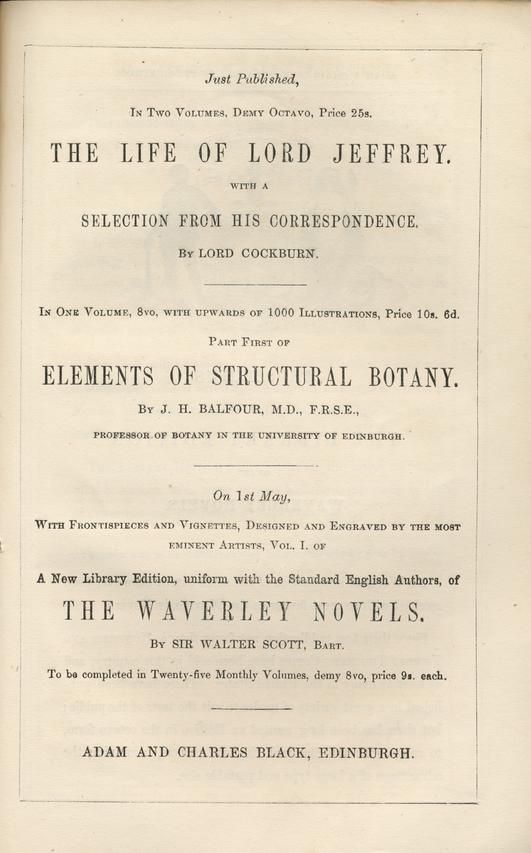 Just Published,
In Two Volumes, Demy Octavo, Price 25s.
THE LIFE OF LORD JEFFREY.
WITH A
SELECTION FROM HIS CORRESPONDENCE.
By LORD COCKBURN.
In One Volume, 8vo, with upwards of 1000 Illustrations, Price 10s. 6d.
Part First of
ELEMENTS OF STRUCTURAL BOTANY.
By J. H. BALFOUR, M.D., F.R.S.E.,
PROFESSOR OF BOTANY IN THE UNIVERSITY OF EDINBURGH.
On 1st May,
With Frontispieces and Vignettes, Designed and Engraved by the most
eminent Artists, Vol. I. of
A New Library Edition, uniform with the Standard English Authors, of
THE WAVERLEY NOVELS.
By SIR WALTER SCOTT, Bart.
To be completed in Twenty-five Monthly Volumes, demy 8vo, price 9s. each.
ADAM AND CHARLES BLACK, EDINBURGH.